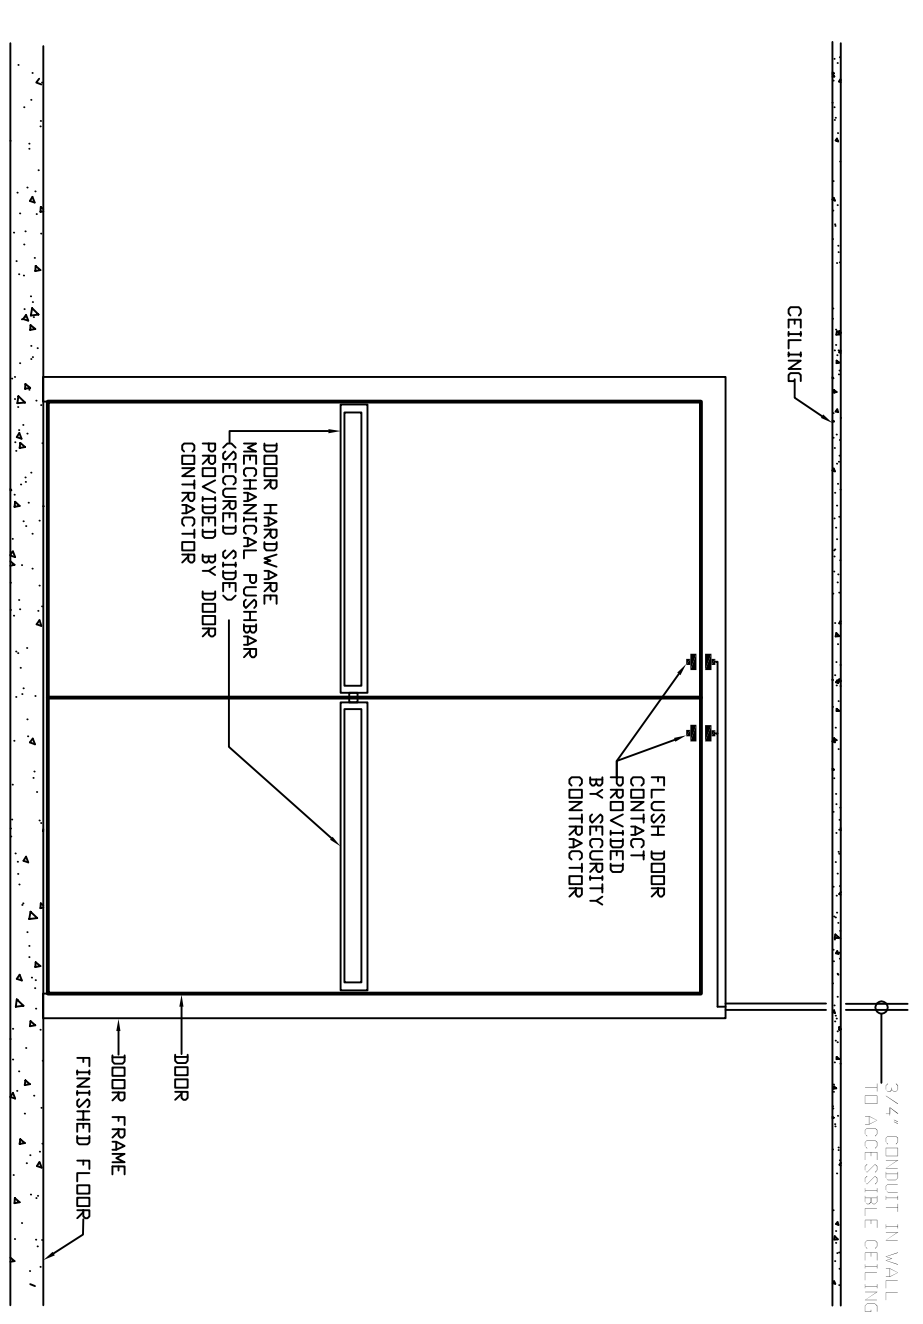 3/4" CONDUIT IN WALL
TO ACCESSIBLE CEILING
CEILING
FLUSH DOOR
CONTACT
PROVIDED
BY SECURITY
CONTRACTOR
DOOR HARDWARE
MECHANICAL PUSHBAR
(SECURED SIDE)
PROVIDED BY DOOR
CONTRACTOR
DOOR
DOOR FRAME
FINISHED FLOOR